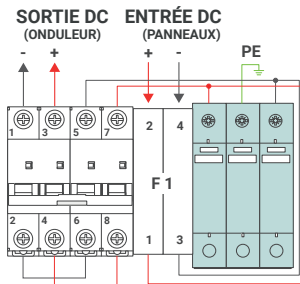 SORTIE DC ENTRÉE DC
(ONDULEUR) (PANNEAUX)
- + + - PE
1 3 5 7 2 4
F 1
2 4 6 8 1 3